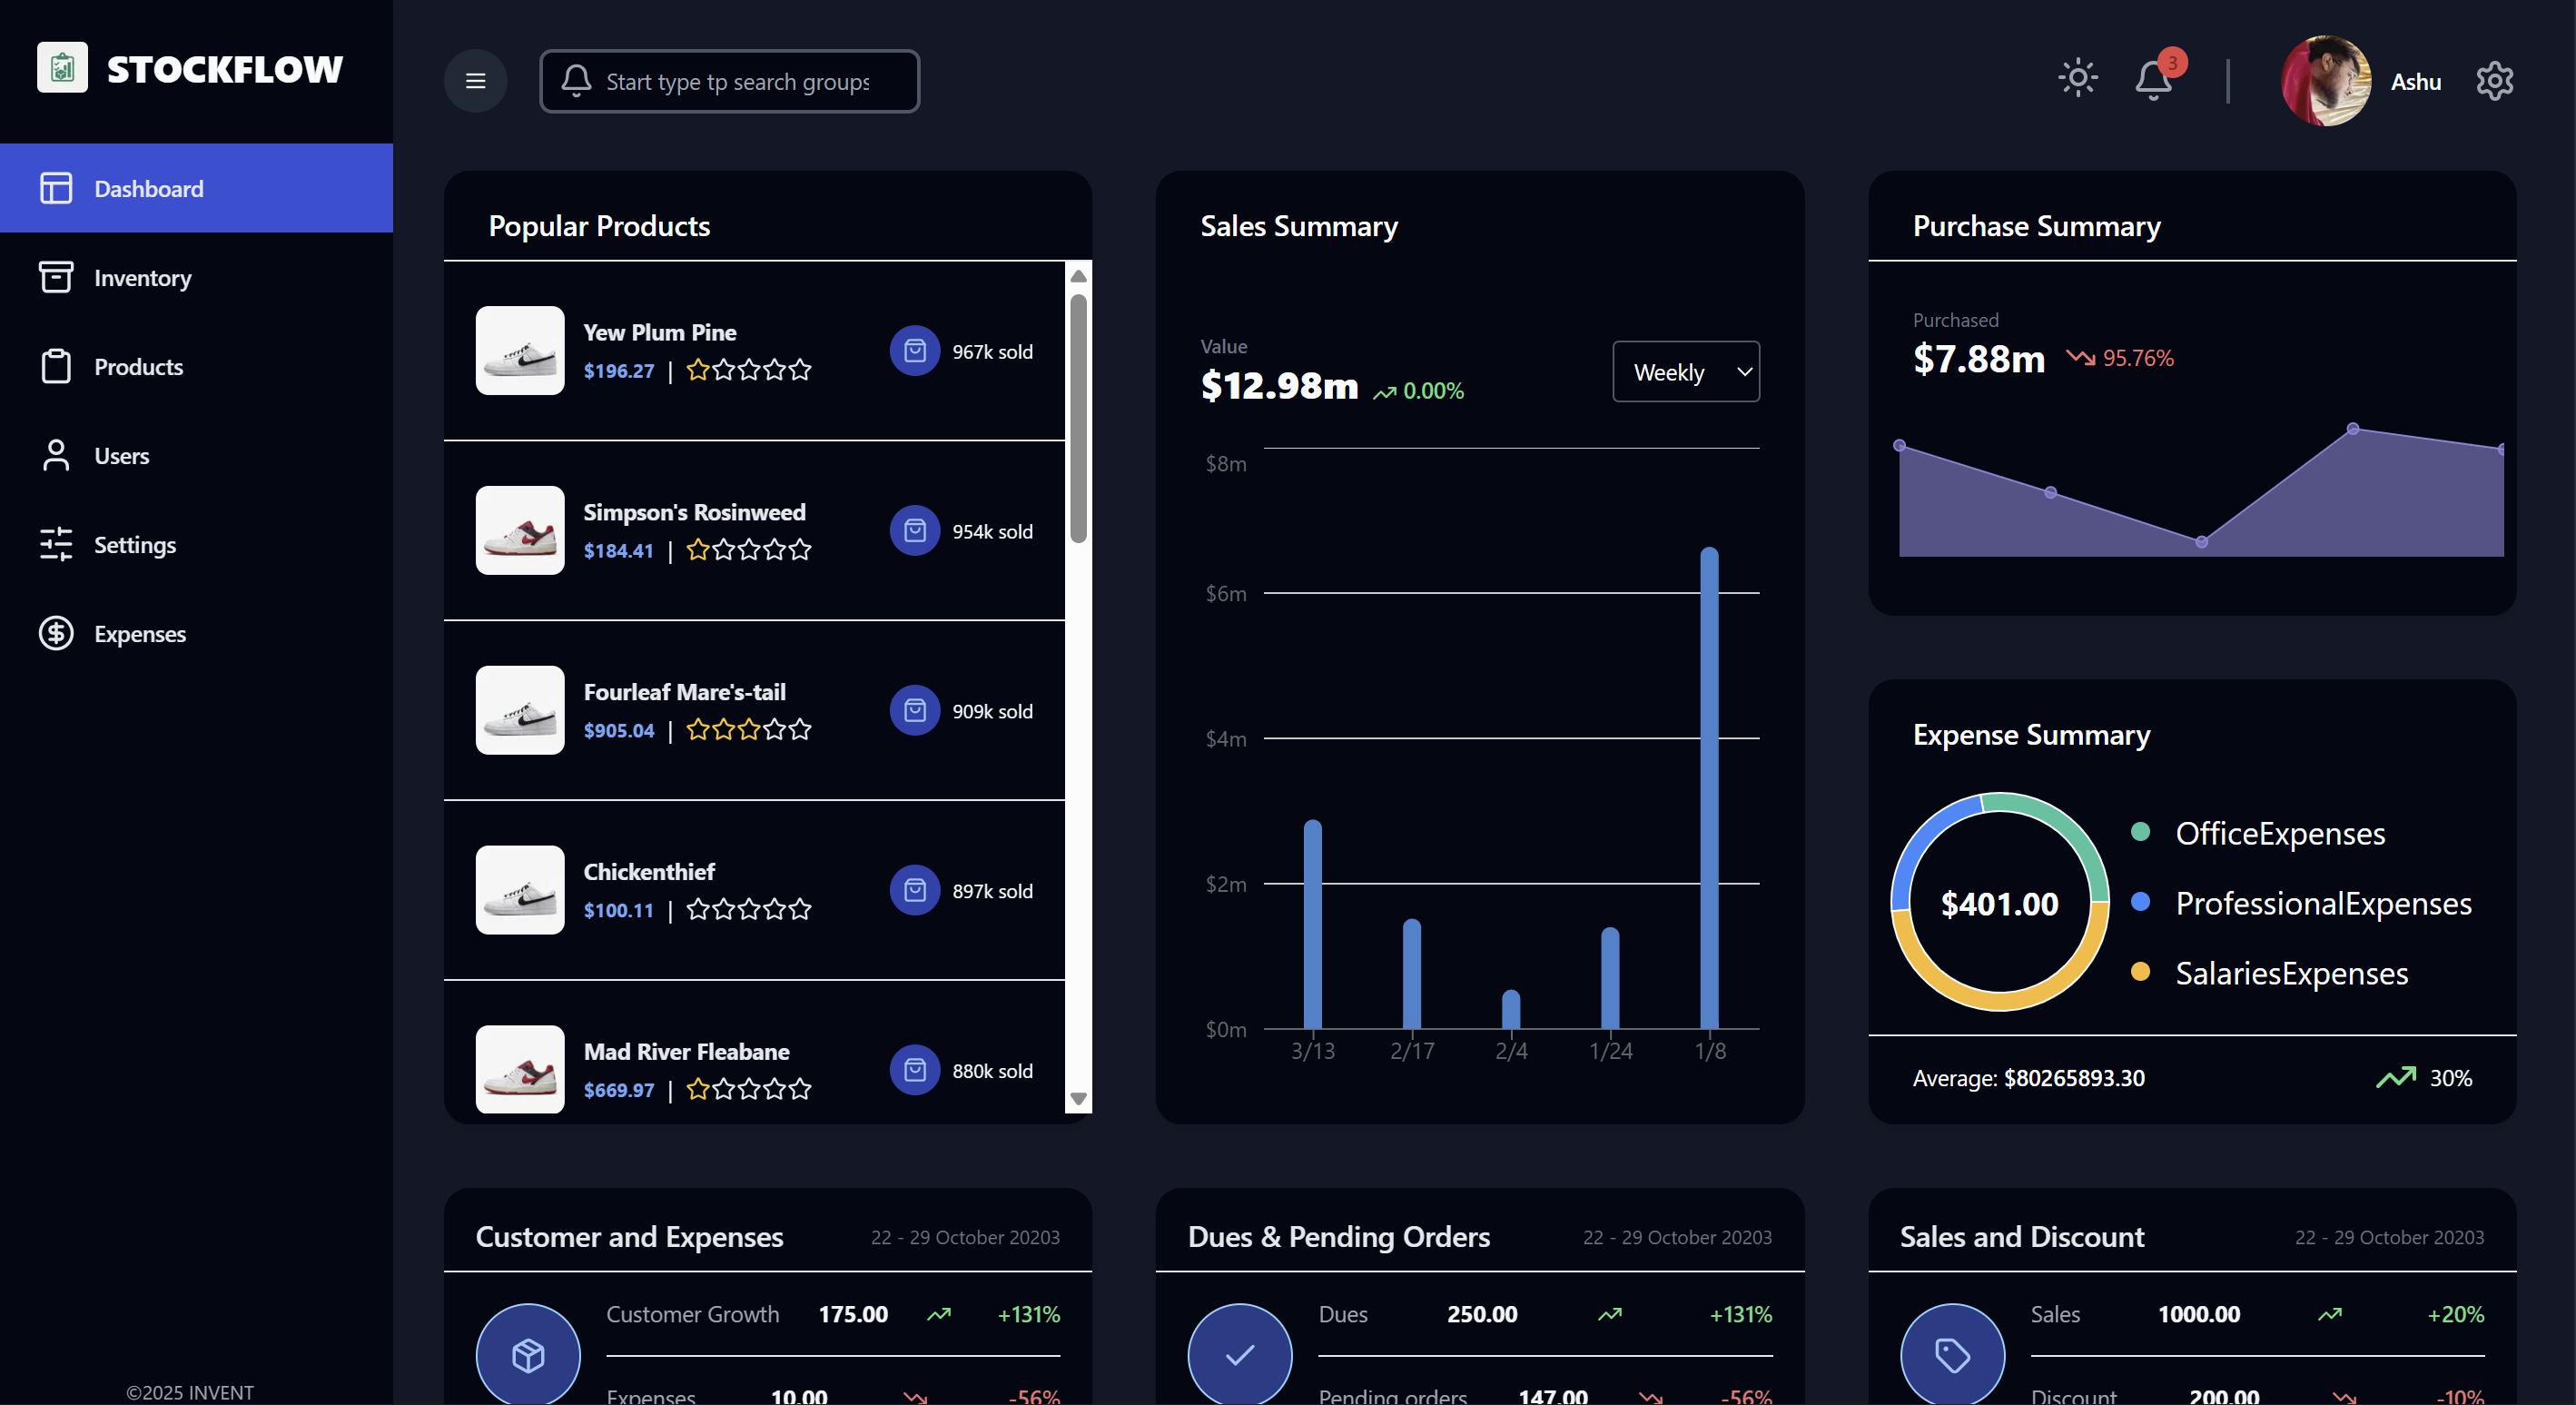 STOCKFLOW
Start type tp search groups
3
Ashu
Dashboard
Inventory
Products
Users
Settings
Expenses
©2025 INVENT
Popular Products
Yew Plum Pine
$196.27 |
967k sold
Simpson's Rosinweed
$184.41 |
954k sold
Fourleaf Mare's-tail
$905.04 |
909k sold
Chickenthief
$100.11 |
897k sold
Mad River Fleabane
$669.97 |
880k sold
Sales Summary
Value
$12.98m 0.00%
Weekly
$8m
$6m
$4m
$2m
$0m
3/13 2/17 2/4 1/24 1/8
Purchase Summary
Purchased
$7.88m 95.76%
Expense Summary
$401.00
OfficeExpenses
ProfessionalExpenses
SalariesExpenses
Average: $80265893.30 30%
Customer and Expenses 22 - 29 October 20203
Customer Growth 175.00 +131%
Expenses 10.00 -56%
Dues & Pending Orders 22 - 29 October 20203
Dues 250.00 +131%
Pending orders 147.00 -56%
Sales and Discount 22 - 29 October 20203
Sales 1000.00 +20%
Discount 200.00 -10%